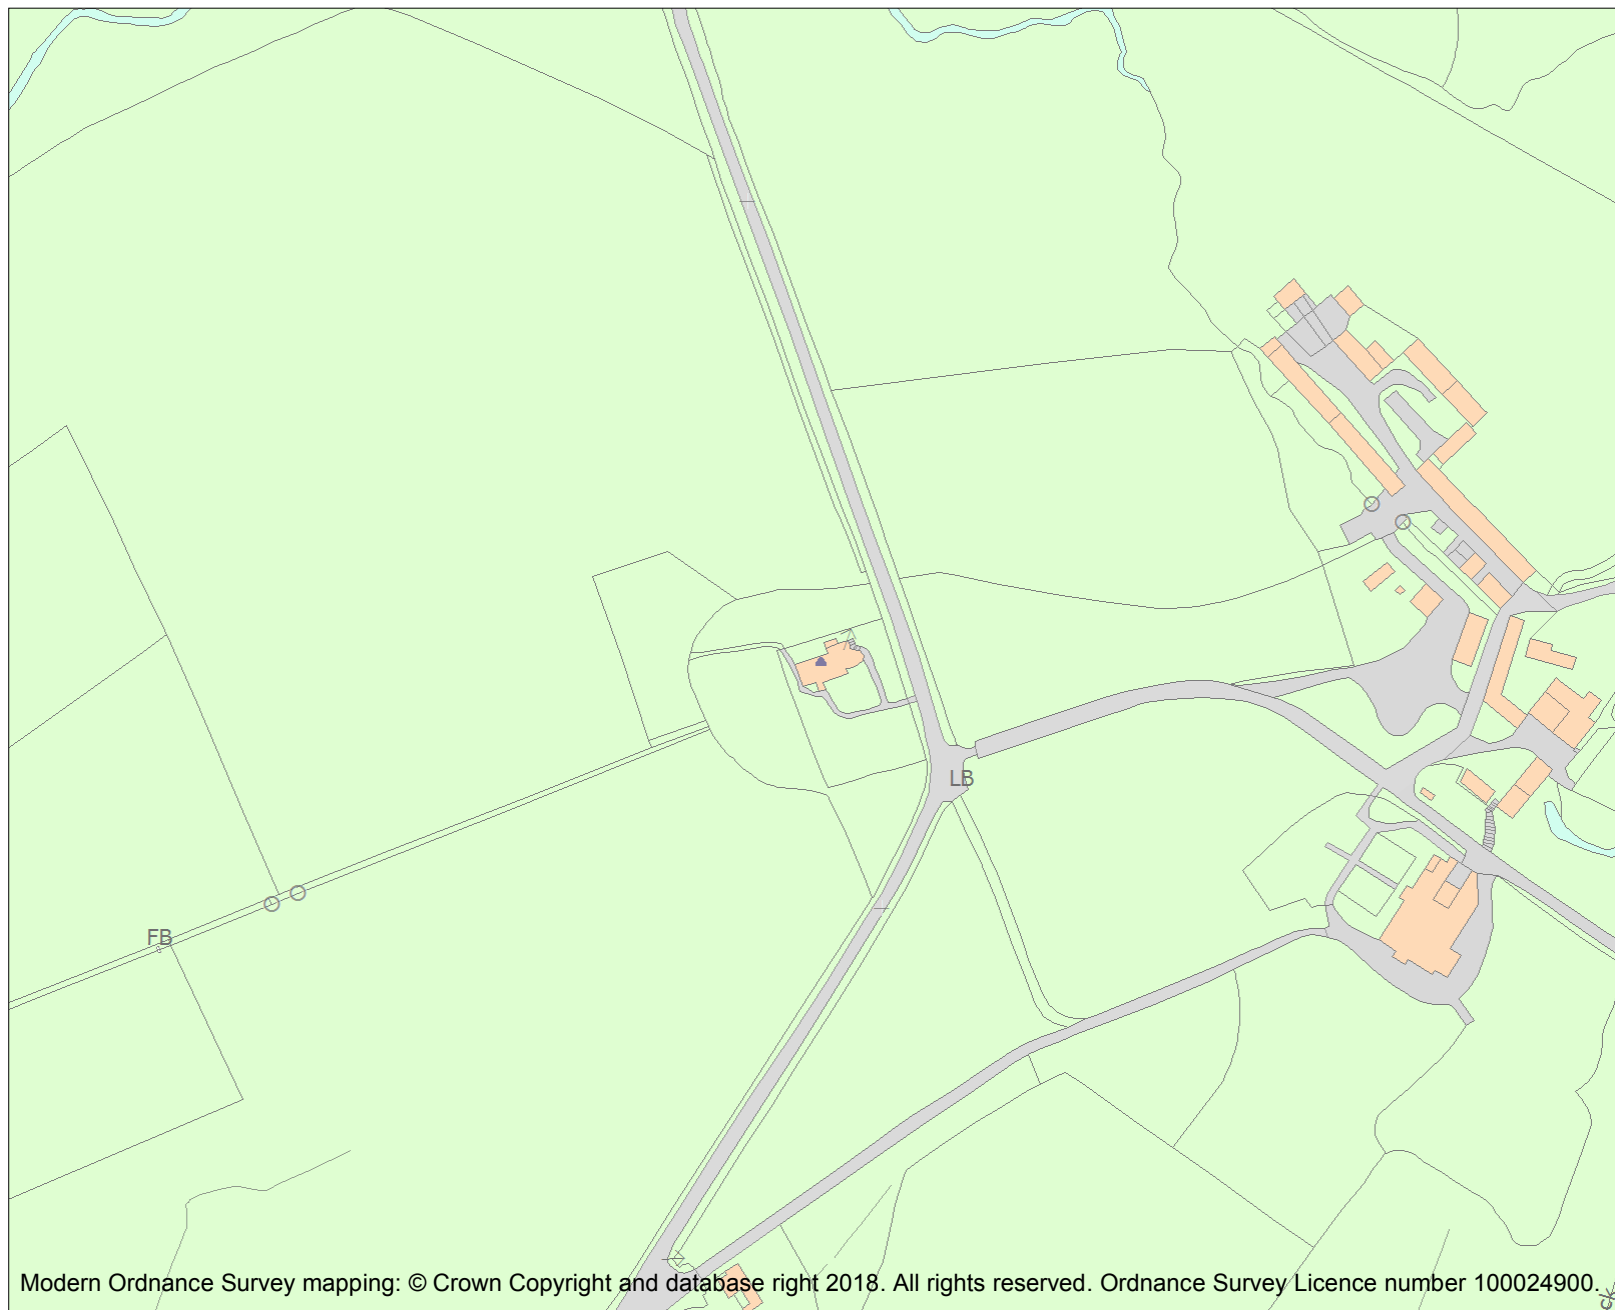 LB
FB
Modern Ordnance Survey mapping: © Crown Copyright and database right 2018. All rights reserved. Ordnance Survey Licence number 100024900.